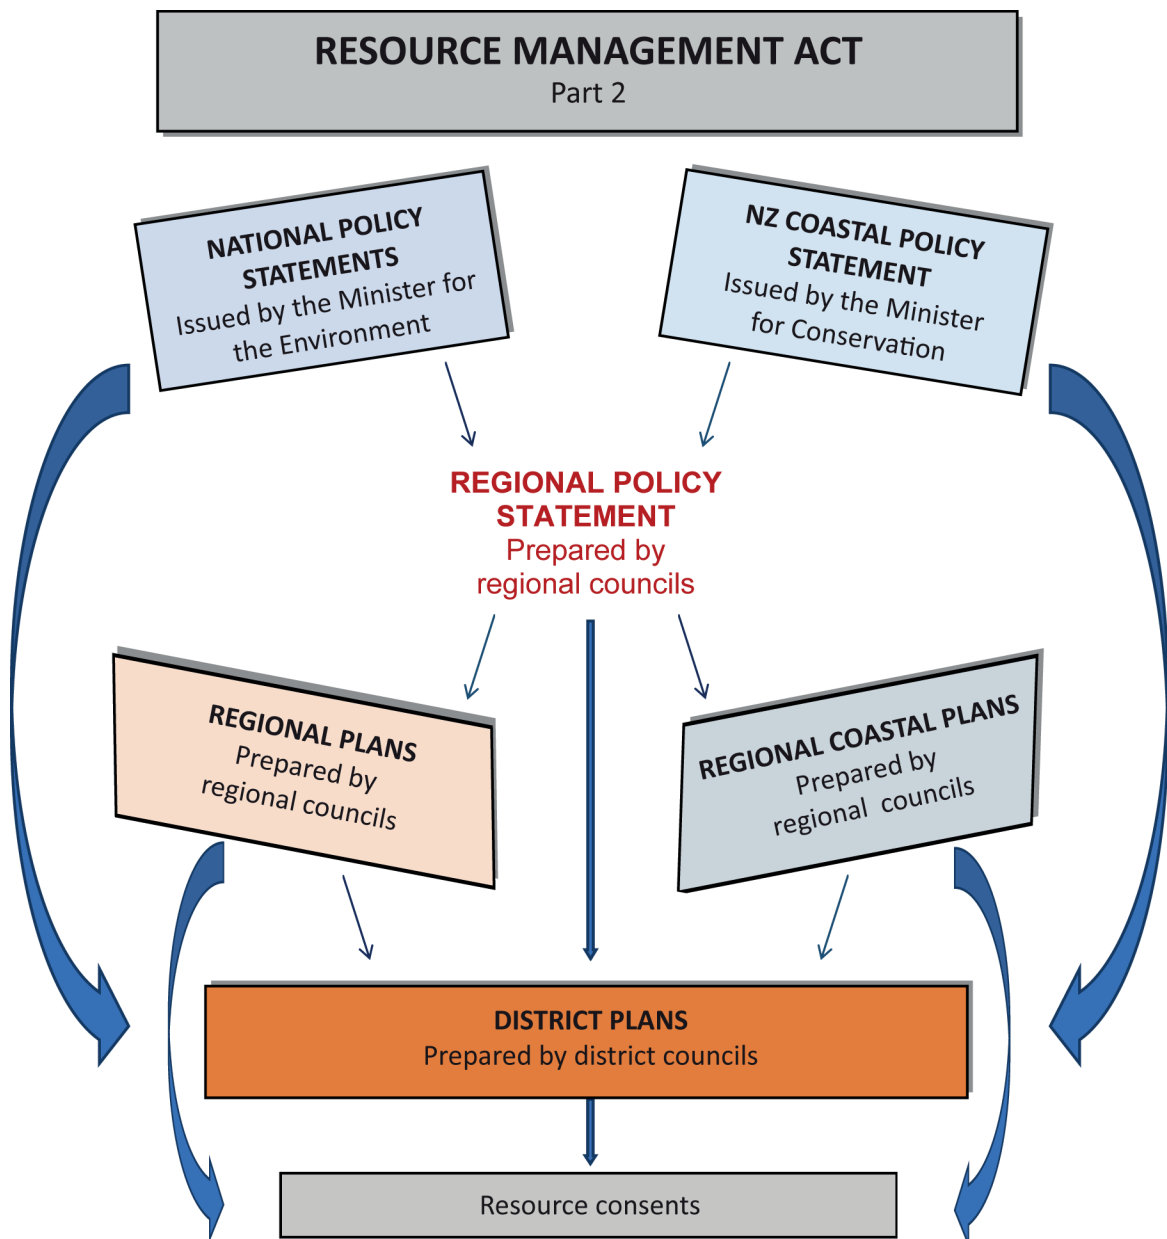 RESOURCE MANAGEMENT ACT
Part 2
NATIONAL POLICY
STATEMENTS
Issued by the Minister for
the Environment
NZ COASTAL POLICY
STATEMENT
Issued by the Minister
for Conservation
REGIONAL POLICY
STATEMENT
Prepared by
regional councils
REGIONAL PLANS
Prepared by
regional councils
REGIONAL COASTAL PLANS
Prepared by
regional councils
DISTRICT PLANS
Prepared by district councils
Resource consents